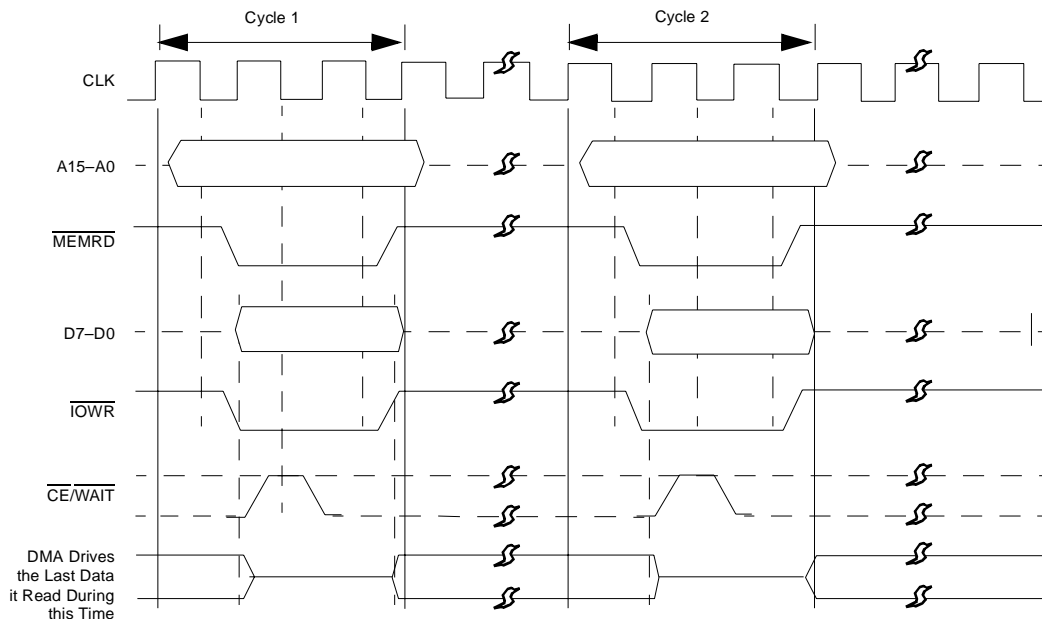 Cycle 1
Cycle 2
CLK
A15–A0
MEMRD
D7–D0
IOWR
CE/WAIT
DMA Drives
the Last Data
it Read During
this Time